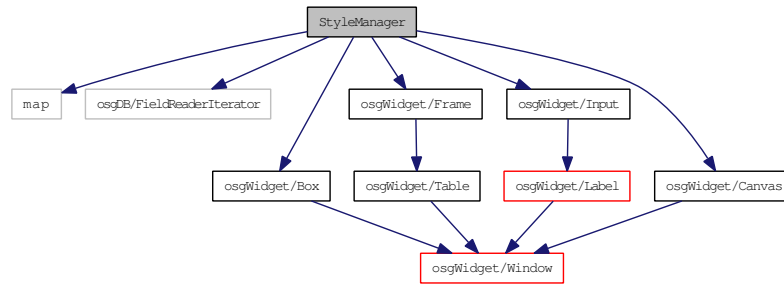 StyleManager
map
osgDB/FieldReaderIterator
osgWidget/Frame
osgWidget/Input
osgWidget/Box
osgWidget/Table
osgWidget/Label
osgWidget/Canvas
osgWidget/Window